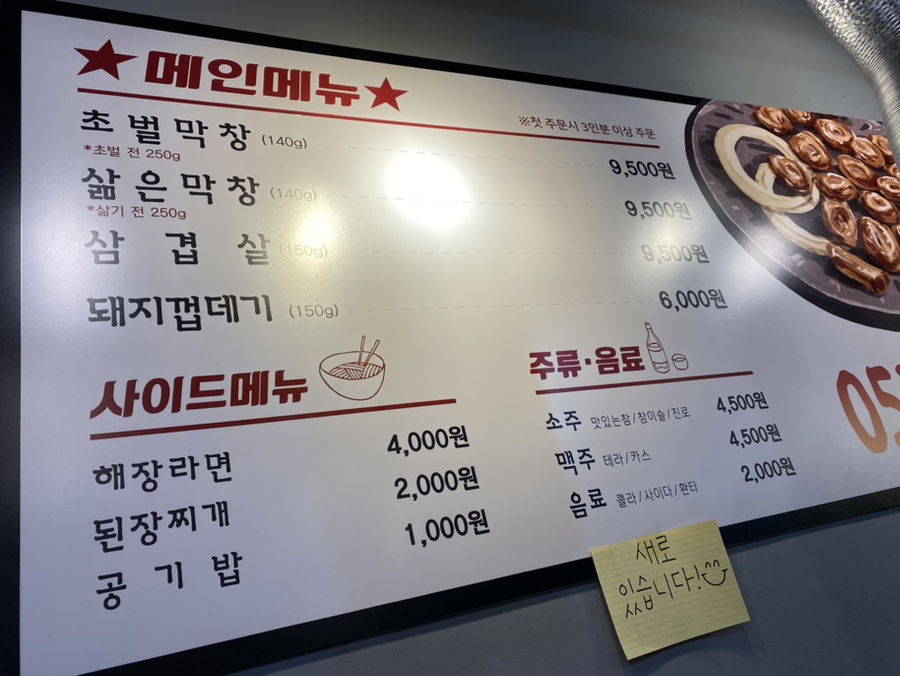 ★메인메뉴★
※첫 주문시 3인분 이상 주문
초벌막창 (140g) 9,500원
*초벌 전 250g
삶은막창 (140g) 9,500원
*삶기 전 250g
삼겹살 (150g) 9,500원
돼지껍데기 (150g) 6,000원
사이드메뉴
해장라면 4,000원
된장찌개 2,000원
공기밥 1,000원
주류·음료
소주 맛있는참/참이슬/진로 4,500원
맥주 테라/카스 4,500원
음료 콜라/사이다/환타 2,000원
053
새로
있습니다!